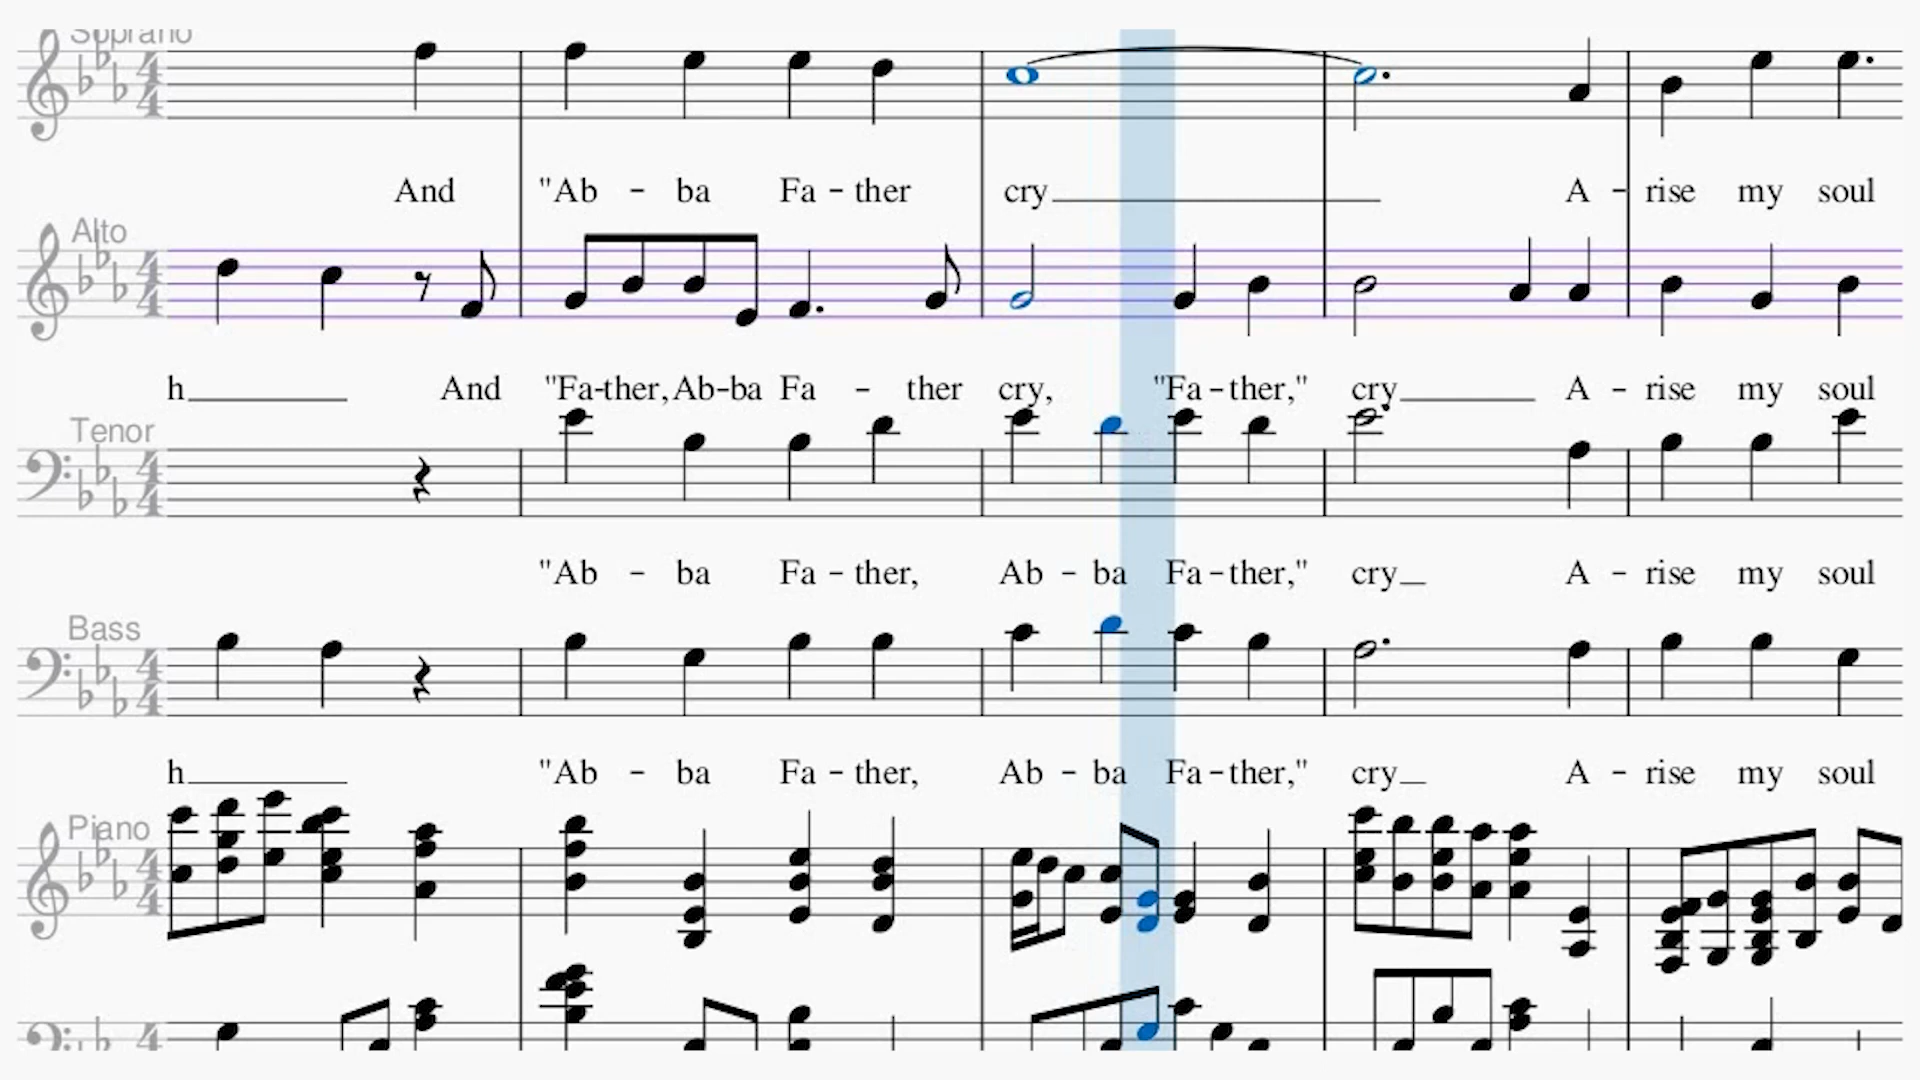 Soprano
And "Ab - ba Fa - ther cry A - rise my soul
Alto
h And "Fa-ther, Ab-ba Fa - ther cry, "Fa-ther," cry A - rise my soul
Tenor
"Ab - ba Fa - ther, Ab - ba Fa-ther," cry A - rise my soul
Bass
h "Ab - ba Fa - ther, Ab - ba Fa-ther," cry A - rise my soul
Piano